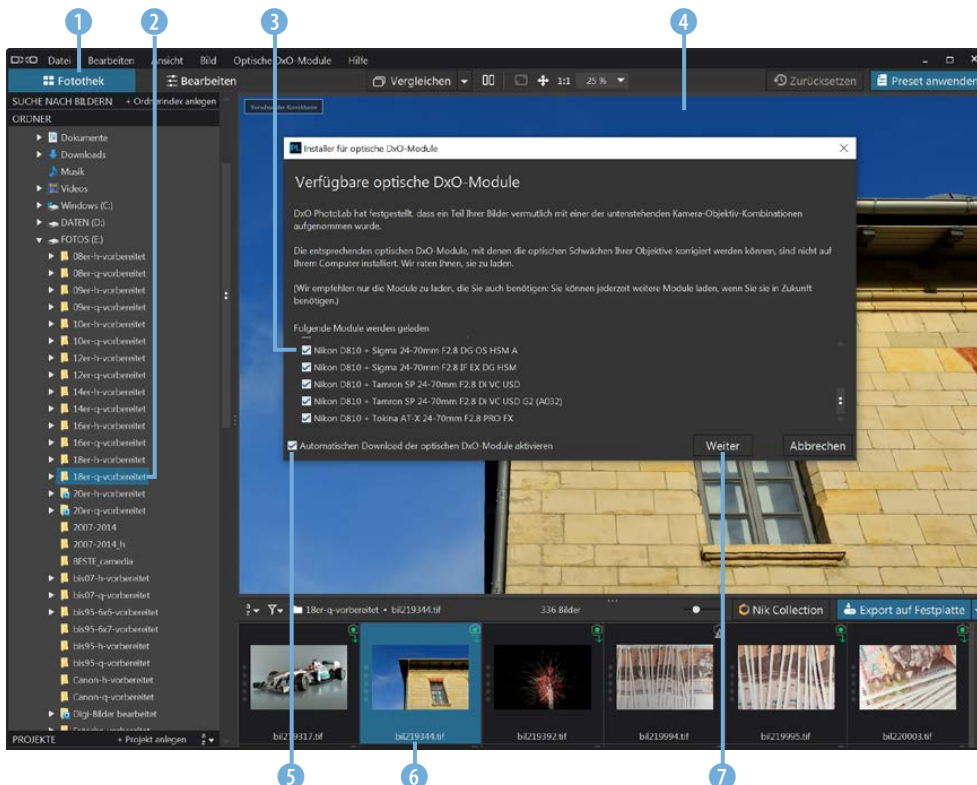 1 2 3 4
DXO Datei Bearbeiten Ansicht Bild Optische DxO-Module Hilfe
Fotothek Bearbeiten Vergleichen 1:1 25 % Zurücksetzen Preset anwenden
SUCHE NACH BILDERN + Ordnerindex anlegen
ORDNER
Dokumente
Downloads
Musik
Videos
Windows (C:)
DATEN (D:)
FOTOS (E:)
08er-h-vorbereitet
08er-q-vorbereitet
09er-h-vorbereitet
09er-q-vorbereitet
10er-h-vorbereitet
10er-q-vorbereitet
12er-h-vorbereitet
12er-q-vorbereitet
14er-h-vorbereitet
14er-q-vorbereitet
16er-h-vorbereitet
16er-q-vorbereitet
18er-h-vorbereitet
18er-q-vorbereitet
20er-h-vorbereitet
20er-q-vorbereitet
2007-2014
2007-2014_h
BESTE_camedia
bis07-h-vorbereitet
bis07-q-vorbereitet
bis95-6x6-vorbereitet
bis95-6x7-vorbereitet
bis95-h-vorbereitet
bis95-q-vorbereitet
Canon-h-vorbereitet
Canon-q-vorbereitet
Digi-Bilder bearbeitet
PROJEKTE + Projekt anlegen
PL Installer für optische DxO-Module
Verfügbare optische DxO-Module
DxO PhotoLab hat festgestellt, dass ein Teil Ihrer Bilder vermutlich mit einer der untenstehenden Kamera-Objektiv-Kombinationen
aufgenommen wurde.
Die entsprechenden optischen DxO-Module, mit denen die optischen Schwächen Ihrer Objektive korrigiert werden können, sind nicht auf
Ihrem Computer installiert. Wir raten Ihnen, sie zu laden.
(Wir empfehlen nur die Module zu laden, die Sie auch benötigen: Sie können jederzeit weitere Module laden, wenn Sie sie in Zukunft
benötigen.)
Folgende Module werden geladen
Nikon D810 + Sigma 24-70mm F2.8 DG OS HSM A
Nikon D810 + Sigma 24-70mm F2.8 IF EX DG HSM
Nikon D810 + Tamron SP 24-70mm F2.8 Di VC USD
Nikon D810 + Tamron SP 24-70mm F2.8 Di VC USD G2 (A032)
Nikon D810 + Tokina AT-X 24-70mm F2.8 PRO FX
Automatischen Download der optischen DxO-Module aktivieren Weiter Abbrechen
18er-q-vorbereitet • bil219344.tif 336 Bilder Nik Collection Export auf Festplatte
bil219317.tif bil219344.tif bil219392.tif bil219994.tif bil219995.tif bil220003.tif
5 6 7